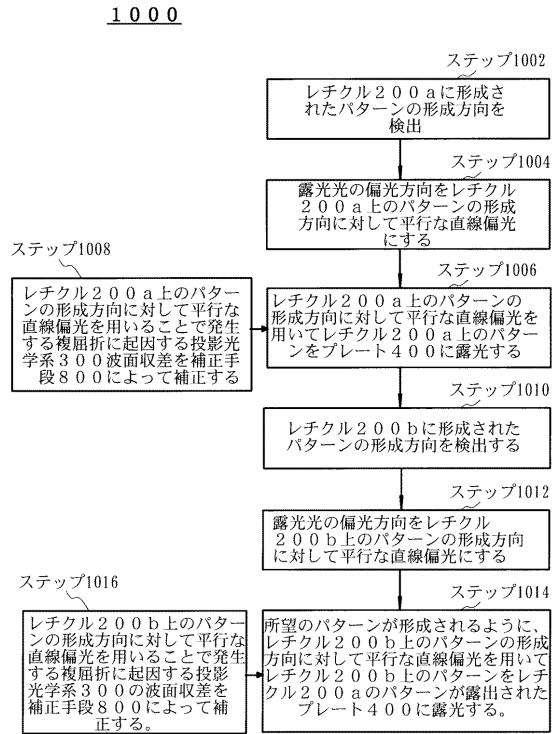 １０００
ステップ1002
レチクル２００ａに形成さ
れたパターンの形成方向を
検出
ステップ1004
露光光の偏光方向をレチクル
２００ａ上のパターンの形成
方向に対して平行な直線偏光
にする
ステップ1008
レチクル２００ａ上のパター
ンの形成方向に対して平行な
直線偏光を用いることで発生
する複屈折に起因する投影光
学系３００波面収差を補正手
段８００によって補正する
ステップ1006
レチクル２００ａ上のパターンの
形成方向に対して平行な直線偏光を
用いてレチクル２００ａ上のパター
ンをプレート４００に露光する
ステップ1010
レチクル２００ｂに形成された
パターンの形成方向を検出する
ステップ1012
露光光の偏光方向をレチクル
２００ｂ上のパターンの形成方向
に対して平行な直線偏光にする
ステップ1016
レチクル２００ｂ上のパター
ンの形成方向に対して平行な
直線偏光を用いることで発生
する複屈折に起因する投影
光学系３００の波面収差を
補正手段８００によって補
正する。
ステップ1014
所望のパターンが形成されるように、
レチクル２００ｂ上のパターンの形成
方向に対して平行な直線偏光を用いて
レチクル２００ｂ上のパターンをレチ
クル２００ａのパターンが露出された
プレート４００に露光する。